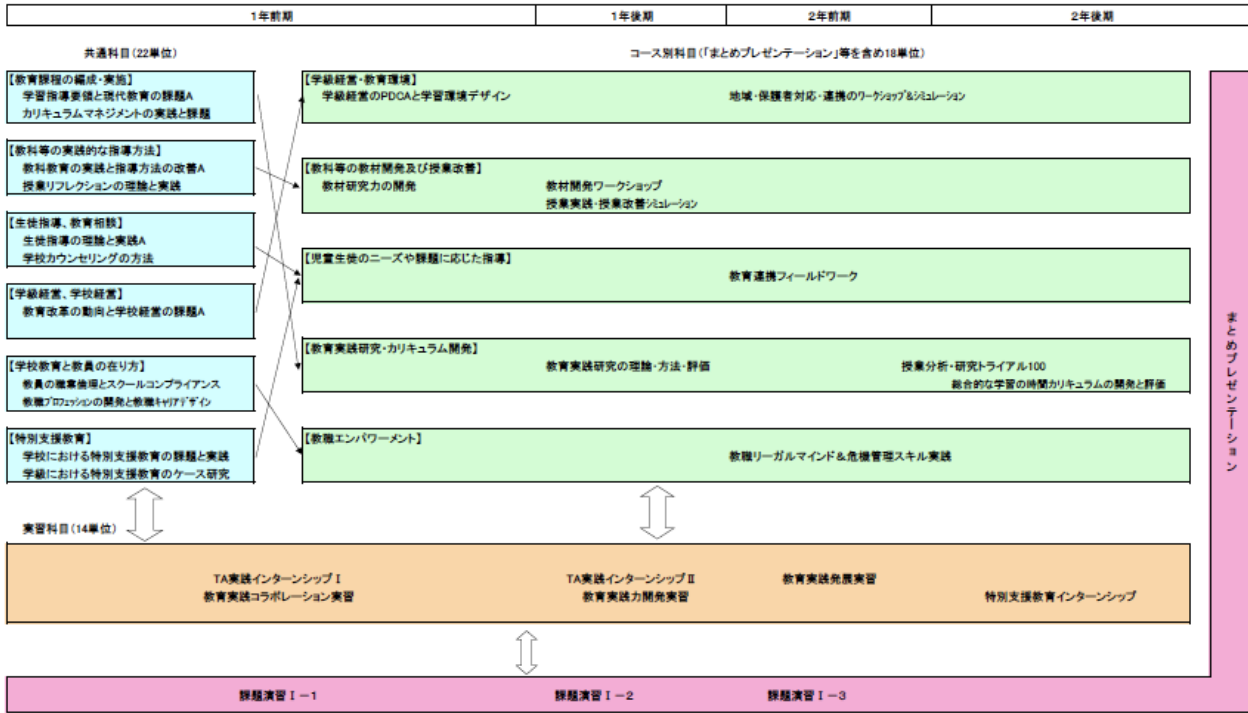 1年前期 1年後期 2年前期 2年後期
共通科目(22単位)
コース別科目(「まとめプレゼンテーション」等を含め18単位)
【教育課程の編成・実施】
学習指導要領と現代教育の課題A
カリキュラムマネジメントの実践と課題
【教科等の実践的な指導方法】
教科教育の実践と指導方法の改善A
授業リフレクションの理論と実践
【生徒指導、教育相談】
生徒指導の理論と実践A
学校カウンセリングの方法
【学級経営、学校経営】
教育改革の動向と学校経営の課題A
【学校教育と教員の在り方】
教員の職業倫理とスクールコンプライアンス
教職プロフェッションの開発と教職キャリアデザイン
【特別支援教育】
学校における特別支援教育の課題と実践
学級における特別支援教育のケース研究
【学級経営・教育環境】
学級経営のPDCAと学習環境デザイン 地域・保護者対応・連携のワークショップ&シミュレーション
【教科等の教材開発及び授業改善】
教材研究力の開発 教材開発ワークショップ
授業実践・授業改善シミュレーション
【児童生徒のニーズや課題に応じた指導】
教育連携フィールドワーク
【教育実践研究・カリキュラム開発】
教育実践研究の理論・方法・評価 授業分析・研究トライアル100
総合的な学習の時間カリキュラムの開発と評価
【教職エンパワーメント】
教職リーガルマインド&危機管理スキル実践
まとめプレゼンテーション
実習科目(14単位)
TA実践インターンシップⅠ TA実践インターンシップⅡ 教育実践発展実習
教育実践コラボレーション実習 教育実践力開発実習 特別支援教育インターンシップ
課題演習Ⅰ-1 課題演習Ⅰ-2 課題演習Ⅰ-3